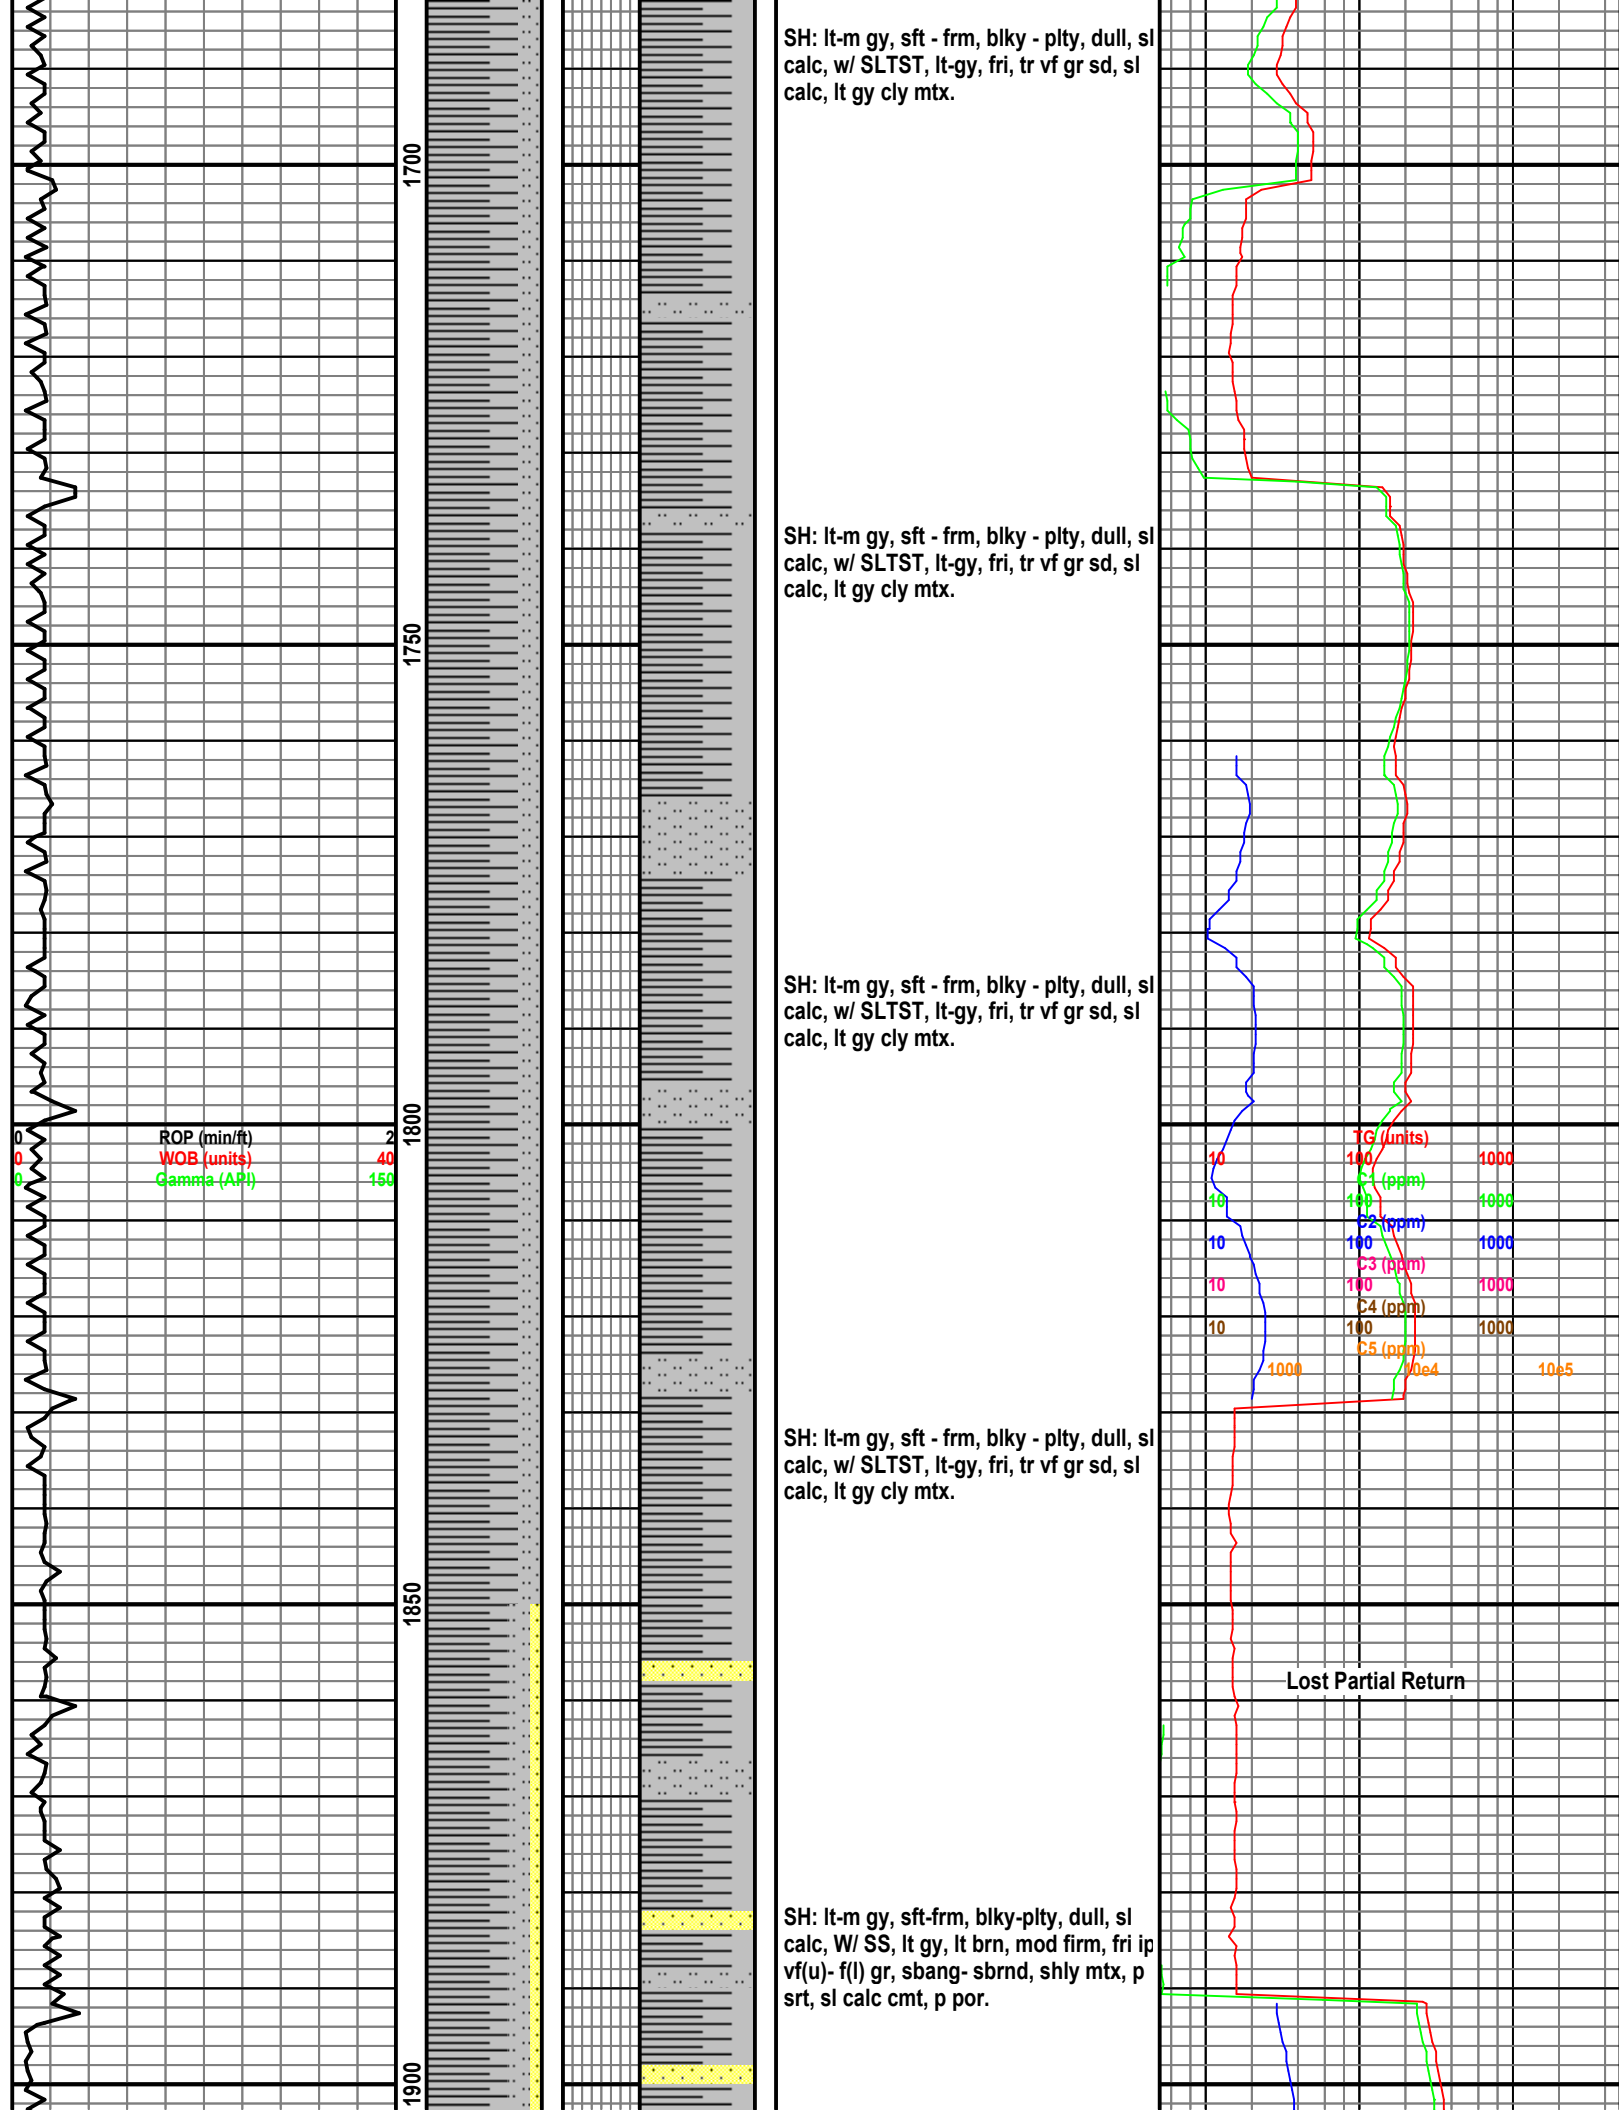 SH: lt-m gy, sft - frm, blky - plty, dull, sl
calc, w/ SLTST, lt-gy, fri, tr vf gr sd, sl
calc, lt gy cly mtx.
1700
SH: lt-m gy, sft - frm, blky - plty, dull, sl
calc, w/ SLTST, lt-gy, fri, tr vf gr sd, sl
calc, lt gy cly mtx.
1750
SH: lt-m gy, sft - frm, blky - plty, dull, sl
calc, w/ SLTST, lt-gy, fri, tr vf gr sd, sl
calc, lt gy cly mtx.
1800
0 ROP (min/ft) 2
0 WOB (units) 40
0 Gamma (API) 150
TG (units)
10 100 1000
C1 (ppm)
10 100 1000
C2 (ppm)
10 100 1000
C3 (ppm)
10 100 1000
C4 (ppm)
10 100 1000
C5 (ppm)
1000 10e4 10e5
SH: lt-m gy, sft - frm, blky - plty, dull, sl
calc, w/ SLTST, lt-gy, fri, tr vf gr sd, sl
calc, lt gy cly mtx.
1850
Lost Partial Return
SH: lt-m gy, sft-frm, blky-plty, dull, sl
calc, W/ SS, lt gy, lt brn, mod firm, fri ip
vf(u)- f(l) gr, sbang- sbrnd, shly mtx, p
srt, sl calc cmt, p por.
1900